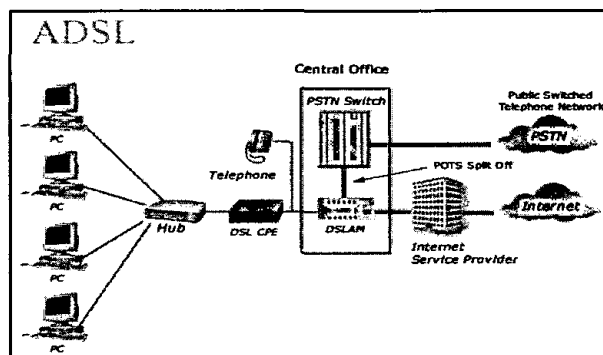 ADSL
Central Office
PSTN Switch
Public Switched
Telephone Network
PSTN
PC
Telephone
POTS Split Off
PC
Hub
DSL CPE
DSLAM
Internet
Service Provider
Internet
PC
PC